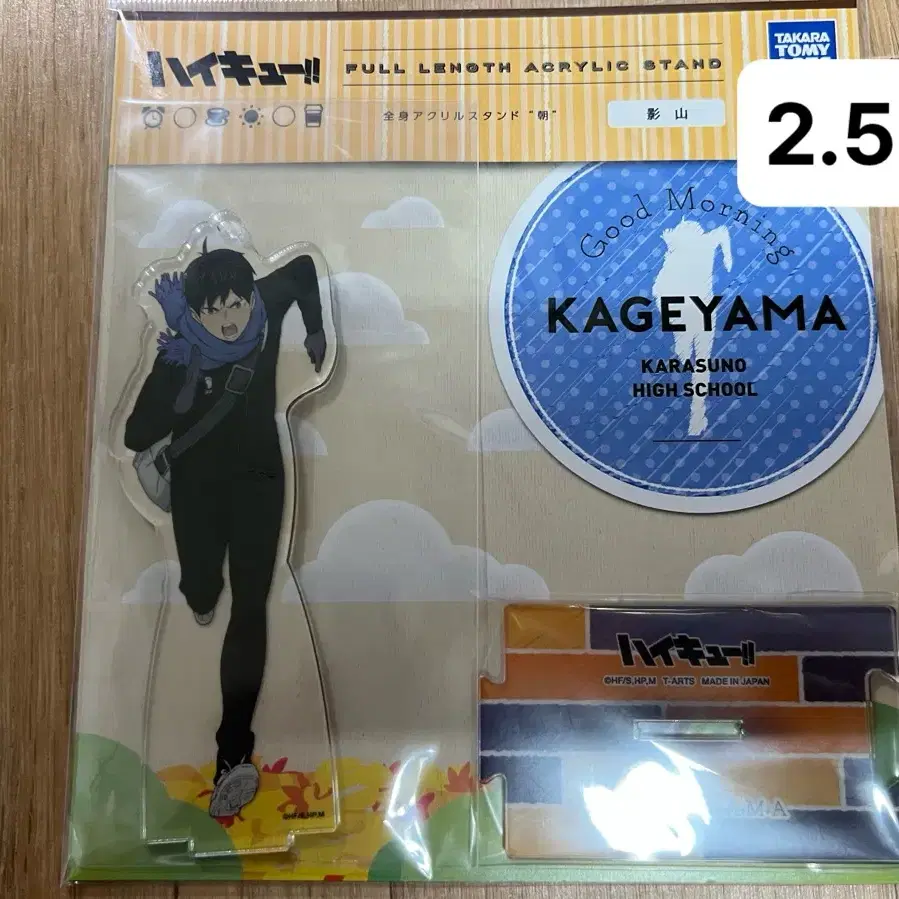 ハイキュー!!
FULL LENGTH ACRYLIC STAND
TAKARA
TOMY
全身アクリルスタンド "朝"
影 山
2.5
Good Morning
KAGEYAMA
KARASUNO
HIGH SCHOOL
ハイキュー!!
©HF/S,HP,M T-ARTS MADE IN JAPAN
©HF/S,HP,M